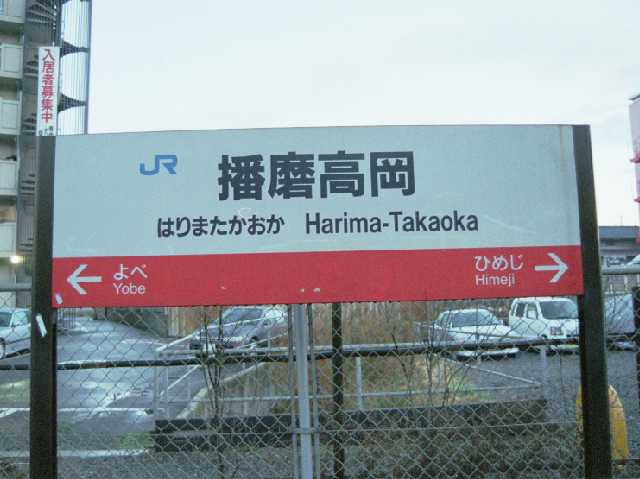 入居者募集中
JR
播磨高岡
はりまたかおか Harima-Takaoka
よべ
Yobe
ひめじ
Himeji